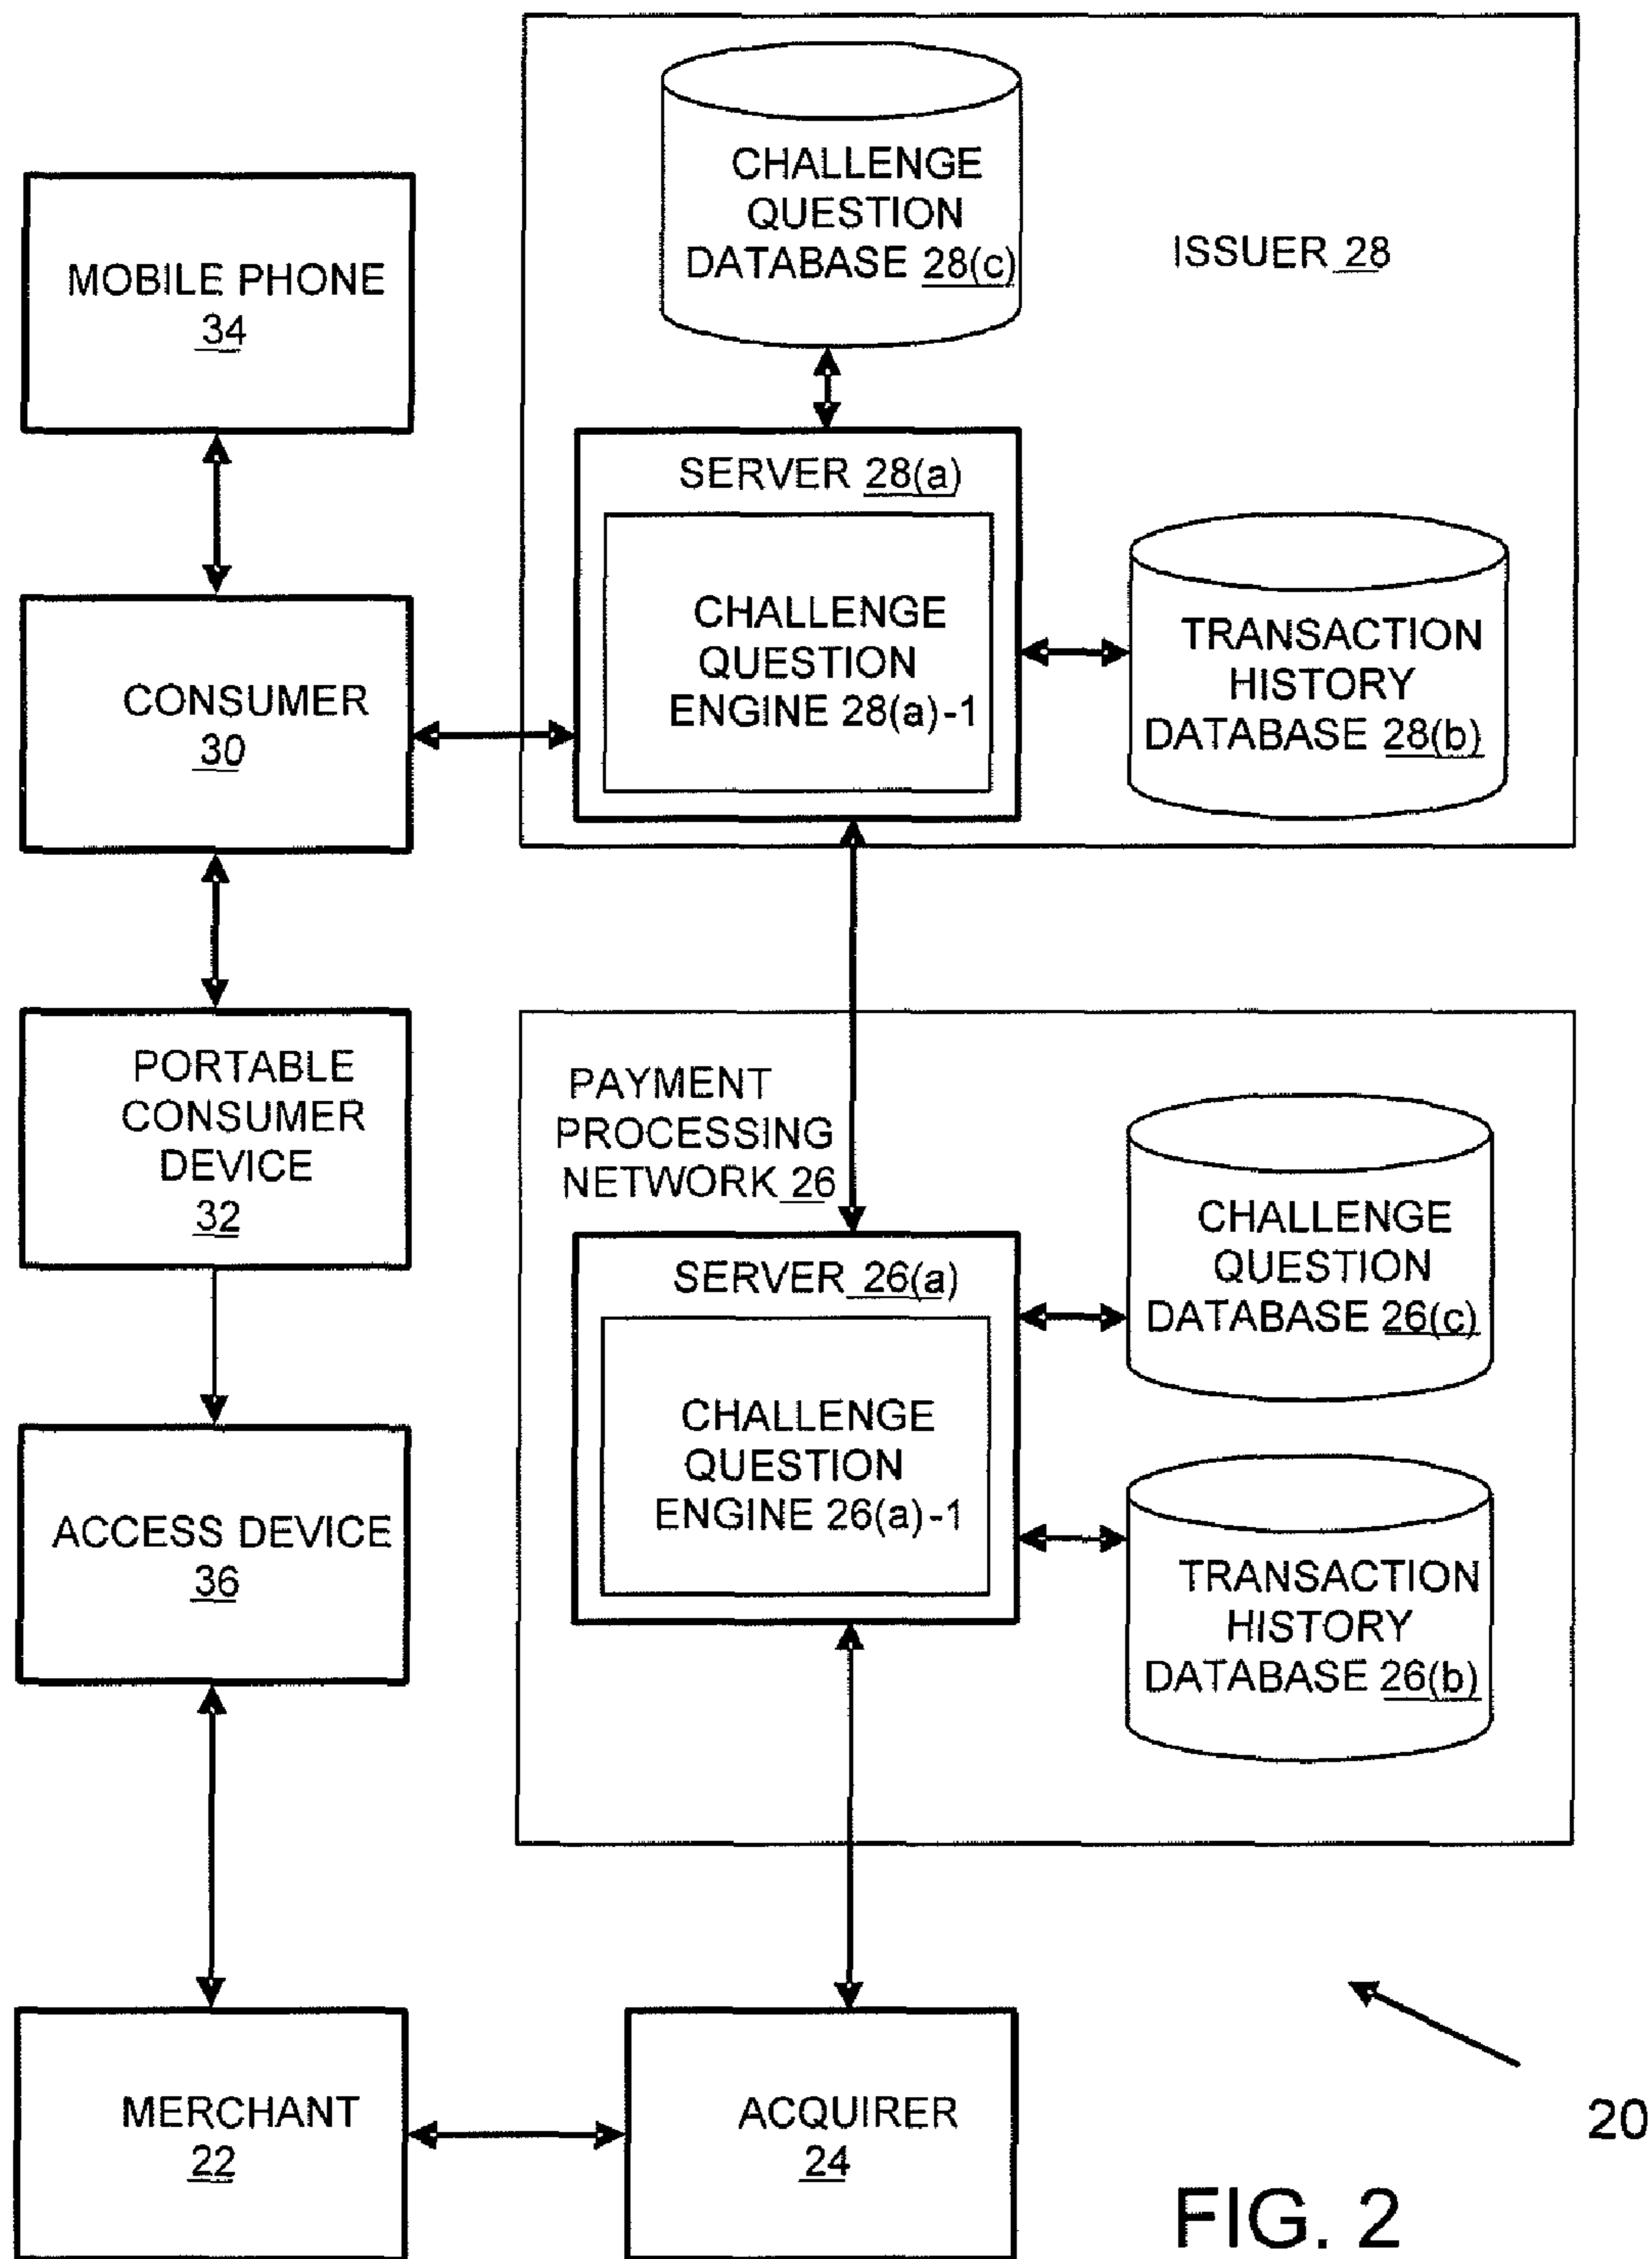 MOBILE PHONE
34
CONSUMER
30
PORTABLE
CONSUMER
DEVICE
32
ACCESS DEVICE
36
MERCHANT
22
ACQUIRER
24
ISSUER 28
CHALLENGE
QUESTION
DATABASE 28(c)
SERVER 28(a)
CHALLENGE
QUESTION
ENGINE 28(a)-1
TRANSACTION
HISTORY
DATABASE 28(b)
PAYMENT
PROCESSING
NETWORK 26
SERVER 26(a)
CHALLENGE
QUESTION
ENGINE 26(a)-1
CHALLENGE
QUESTION
DATABASE 26(c)
TRANSACTION
HISTORY
DATABASE 26(b)
20
FIG. 2